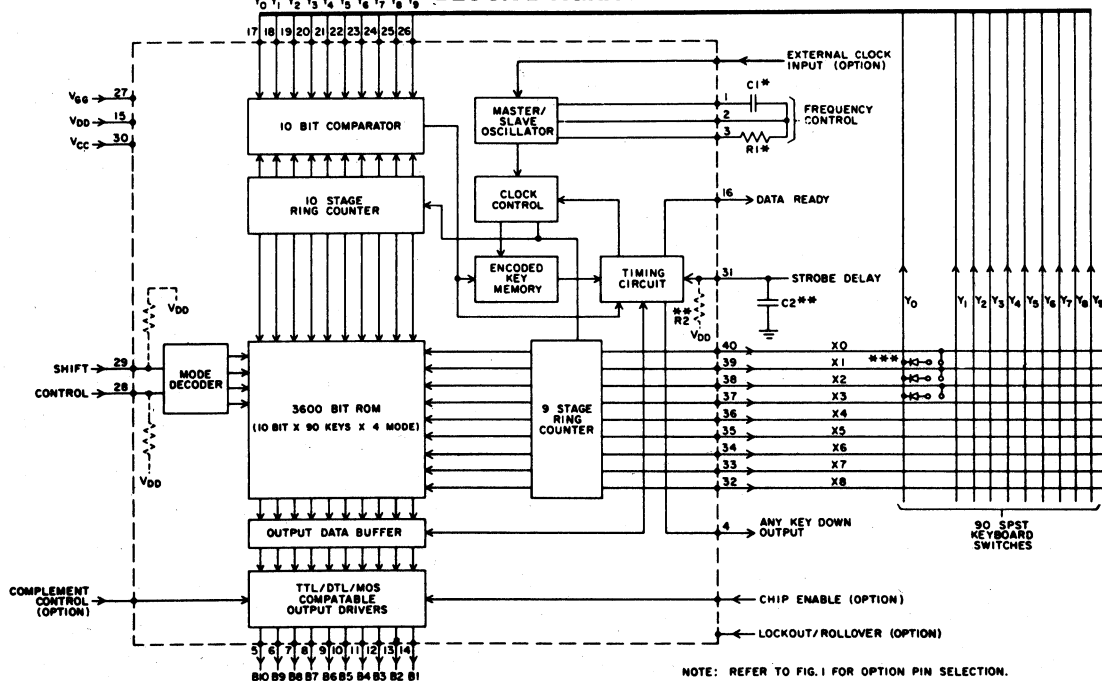 Y0 Y1 Y2 Y3 Y4 Y5 Y6 Y7 Y8 Y9
17 18 19 20 21 22 23 24 25 26
EXTERNAL CLOCK
INPUT (OPTION)
VGG 27
VDD 15
VCC 30
10 BIT COMPARATOR
MASTER/
SLAVE
OSCILLATOR
1
C1*
2
3
R1*
FREQUENCY
CONTROL
10 STAGE
RING COUNTER
CLOCK
CONTROL
16
DATA READY
ENCODED
KEY
MEMORY
TIMING
CIRCUIT
31
STROBE DELAY
C2**
**
R2
VDD
VDD
Y0 Y1 Y2 Y3 Y4 Y5 Y6 Y7 Y8 Y9
SHIFT 29
CONTROL 28
MODE
DECODER
VDD
3600 BIT ROM
(10 BIT X 90 KEYS X 4 MODE)
9 STAGE
RING
COUNTER
40 X0
39 X1
***
38 X2
37 X3
36 X4
35 X5
34 X6
33 X7
32 X8
90 SPST
KEYBOARD
SWITCHES
OUTPUT DATA BUFFER
4
ANY KEY DOWN
OUTPUT
COMPLEMENT
CONTROL
(OPTION)
TTL/DTL/MOS
COMPATABLE
OUTPUT DRIVERS
CHIP ENABLE (OPTION)
LOCKOUT/ROLLOVER (OPTION)
5 6 7 8 9 10 11 12 13 14
B10 B9 B8 B7 B6 B5 B4 B3 B2 B1
NOTE: REFER TO FIG. 1 FOR OPTION PIN SELECTION.